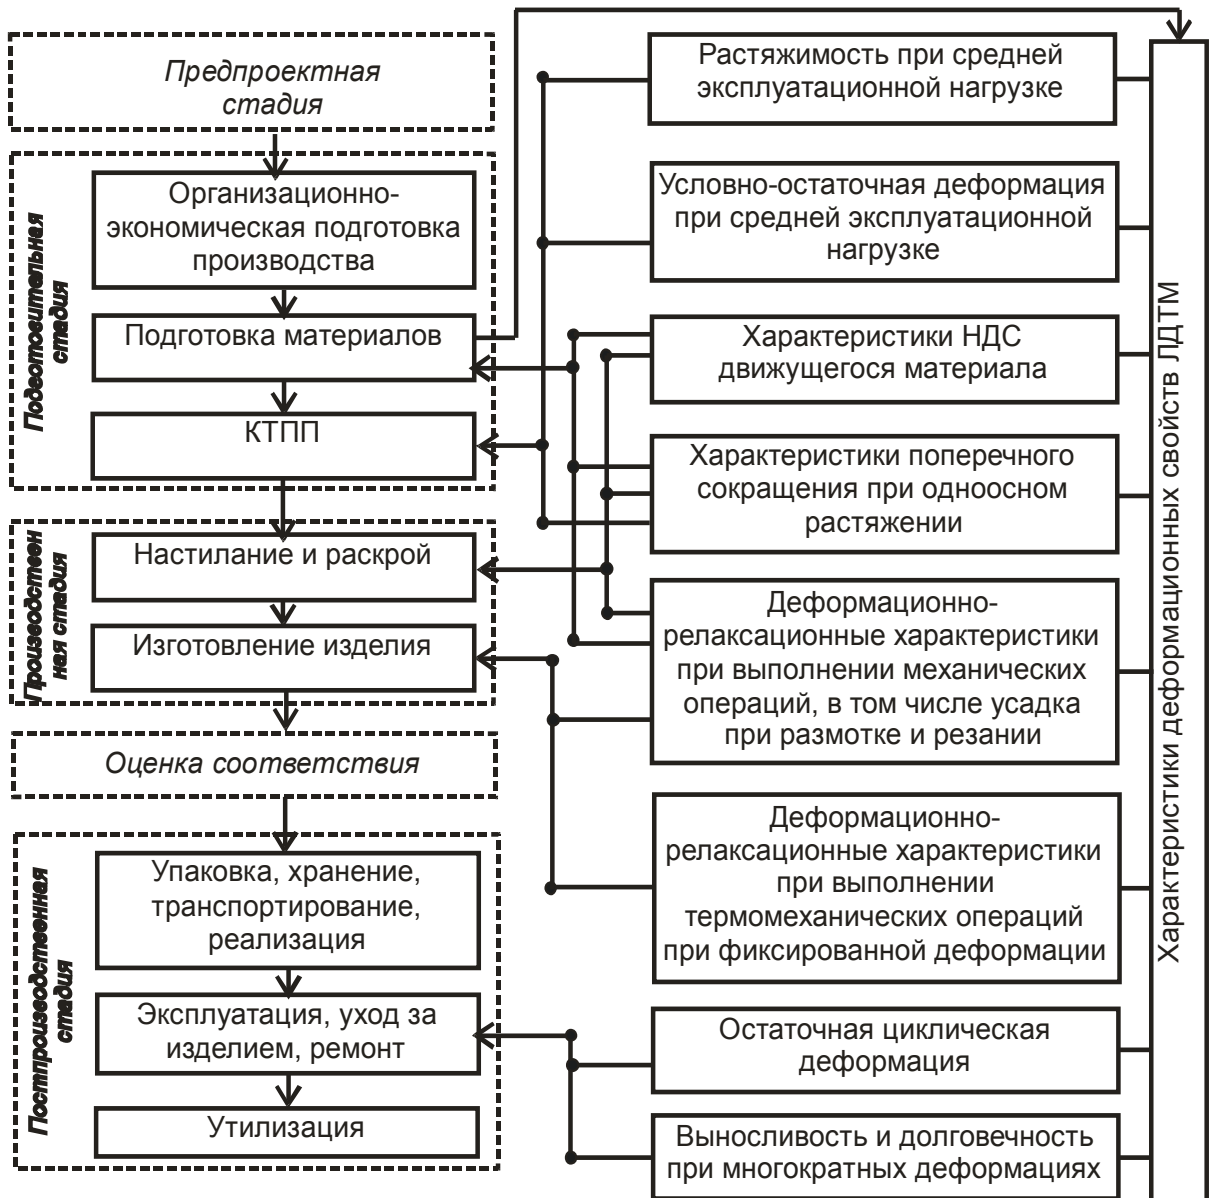 Предпроектная
стадия
Подготовительная
стадия
Организационно-
экономическая подготовка
производства
Подготовка материалов
КТПП
Производствен
ная стадия
Настилание и раскрой
Изготовление изделия
Оценка соответствия
Постпроизводственная
стадия
Упаковка, хранение,
транспортирование,
реализация
Эксплуатация, уход за
изделием, ремонт
Утилизация
Растяжимость при средней
эксплуатационной нагрузке
Условно-остаточная деформация
при средней эксплуатационной
нагрузке
Характеристики НДС
движущегося материала
Характеристики поперечного
сокращения при одноосном
растяжении
Деформационно-
релаксационные характеристики
при выполнении механических
операций, в том числе усадка
при размотке и резании
Деформационно-
релаксационные характеристики
при выполнении
термомеханических операций
при фиксированной деформации
Остаточная циклическая
деформация
Выносливость и долговечность
при многократных деформациях
Характеристики деформационных свойств ЛДТМ